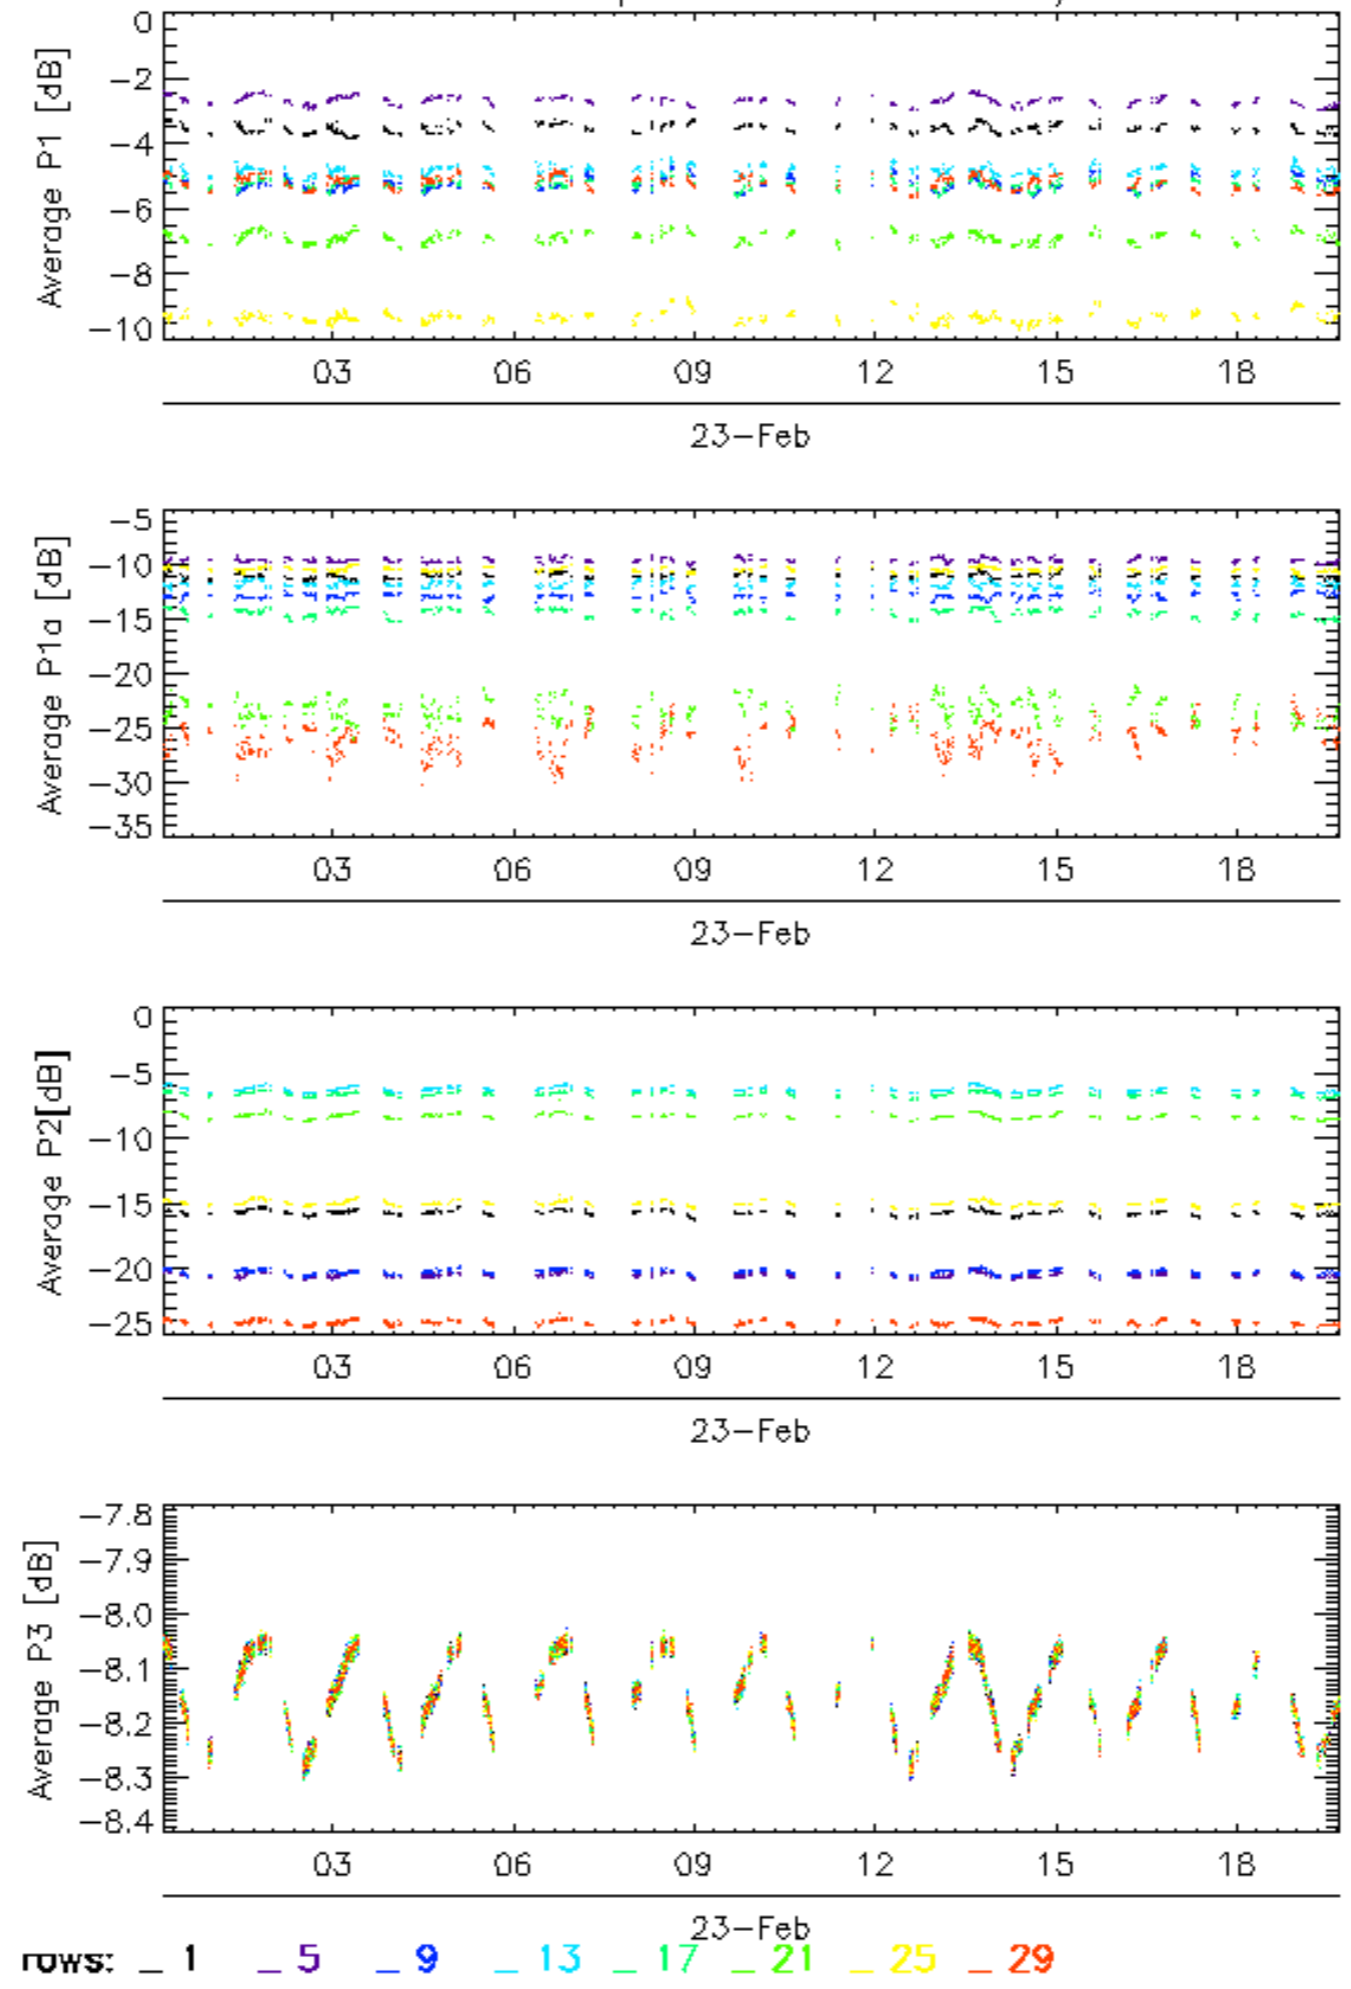 0
−2
−4
−6
−8
−10
Average P1 [dB]
03 06 09 12 15 18
23−Feb
−5
−10
−15
−20
−25
−30
−35
Average P1a [dB]
03 06 09 12 15 18
23−Feb
0
−5
−10
−15
−20
−25
Average P2[dB]
03 06 09 12 15 18
23−Feb
−7.8
−7.9
−8.0
−8.1
−8.2
−8.3
−8.4
Average P3 [dB]
03 06 09 12 15 18
23−Feb
rows: _ 1 _ 5 _ 9 _ 13 _ 17 _ 21 _ 25 _ 29